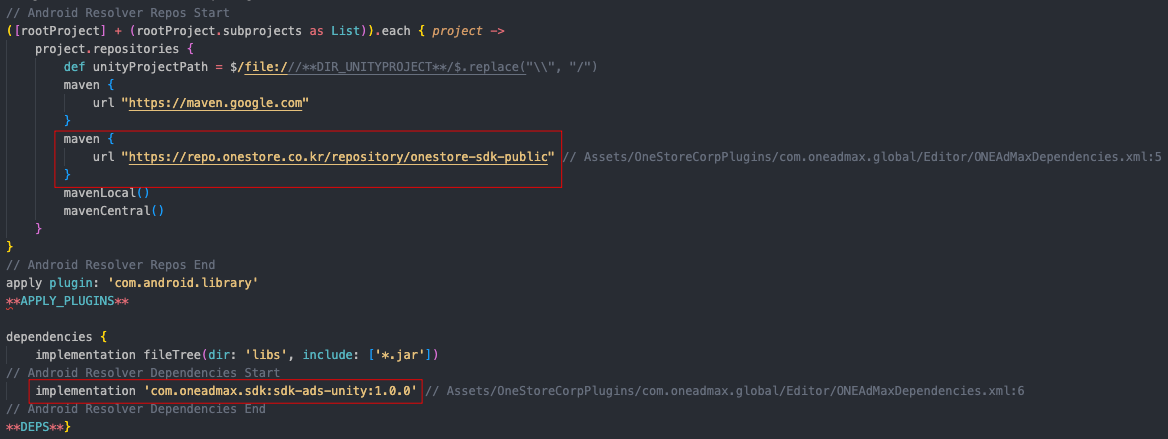 // Android Resolver Repos Start
([rootProject] + (rootProject.subprojects as List)).each { project ->
    project.repositories {
        def unityProjectPath = $/file:///**DIR_UNITYPROJECT**/$.replace("\\", "/")
        maven {
            url "https://maven.google.com"
        }
        maven {
            url "https://repo.onestore.co.kr/repository/onestore-sdk-public" // Assets/OneStoreCorpPlugins/com.oneadmax.global/Editor/ONEAdMaxDependencies.xml:5
        }
        mavenLocal()
        mavenCentral()
    }
}
// Android Resolver Repos End
apply plugin: 'com.android.library'
**APPLY_PLUGINS**

dependencies {
    implementation fileTree(dir: 'libs', include: ['*.jar'])
// Android Resolver Dependencies Start
    implementation 'com.oneadmax.sdk:sdk-ads-unity:1.0.0' // Assets/OneStoreCorpPlugins/com.oneadmax.global/Editor/ONEAdMaxDependencies.xml:6
// Android Resolver Dependencies End
**DEPS**}